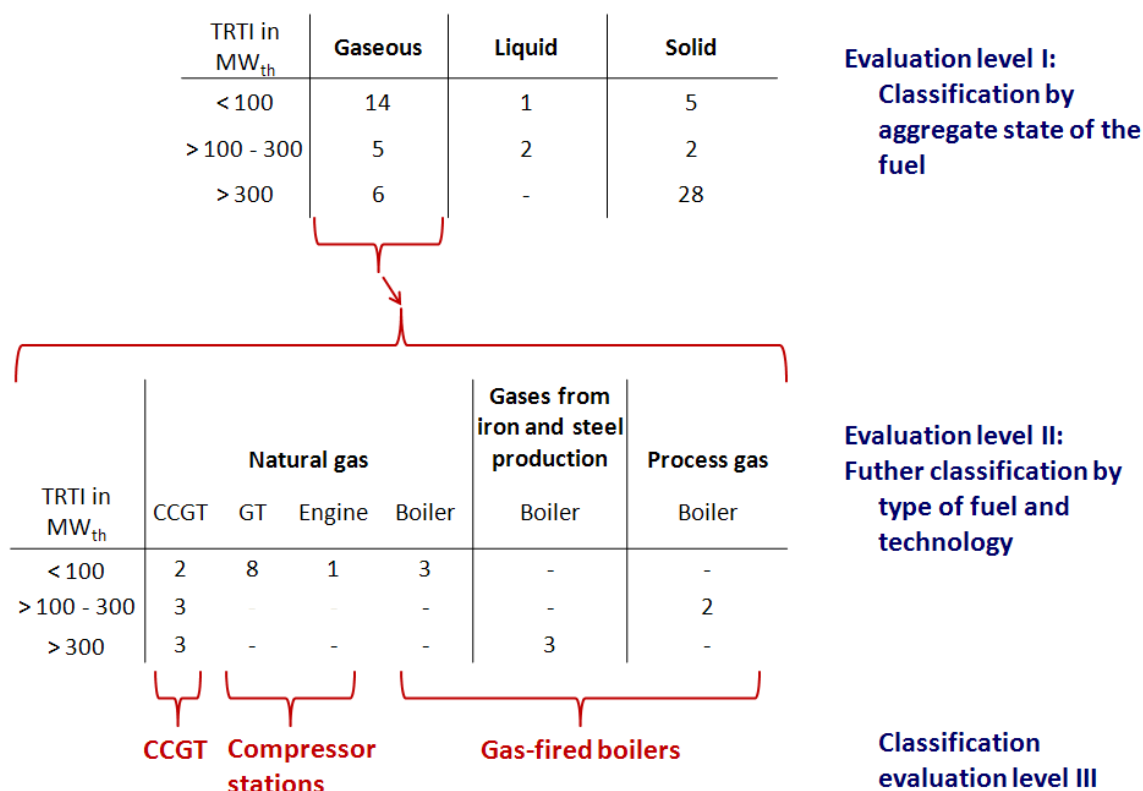 TRTI in MWth Gaseous Liquid Solid
< 100 14 1 5
> 100 - 300 5 2 2
> 300 6 - 28
Evaluation level I:
Classification by
aggregate state of the
fuel
Gases from
iron and steel
Natural gas production Process gas
TRTI in MWth CCGT GT Engine Boiler Boiler Boiler
< 100 2 8 1 3 - -
> 100 - 300 3 - - - - 2
> 300 3 - - - 3 -
Evaluation level II:
Futher classification by
type of fuel and
technology
CCGT Compressor Gas-fired boilers
stations
Classification
evaluation level III